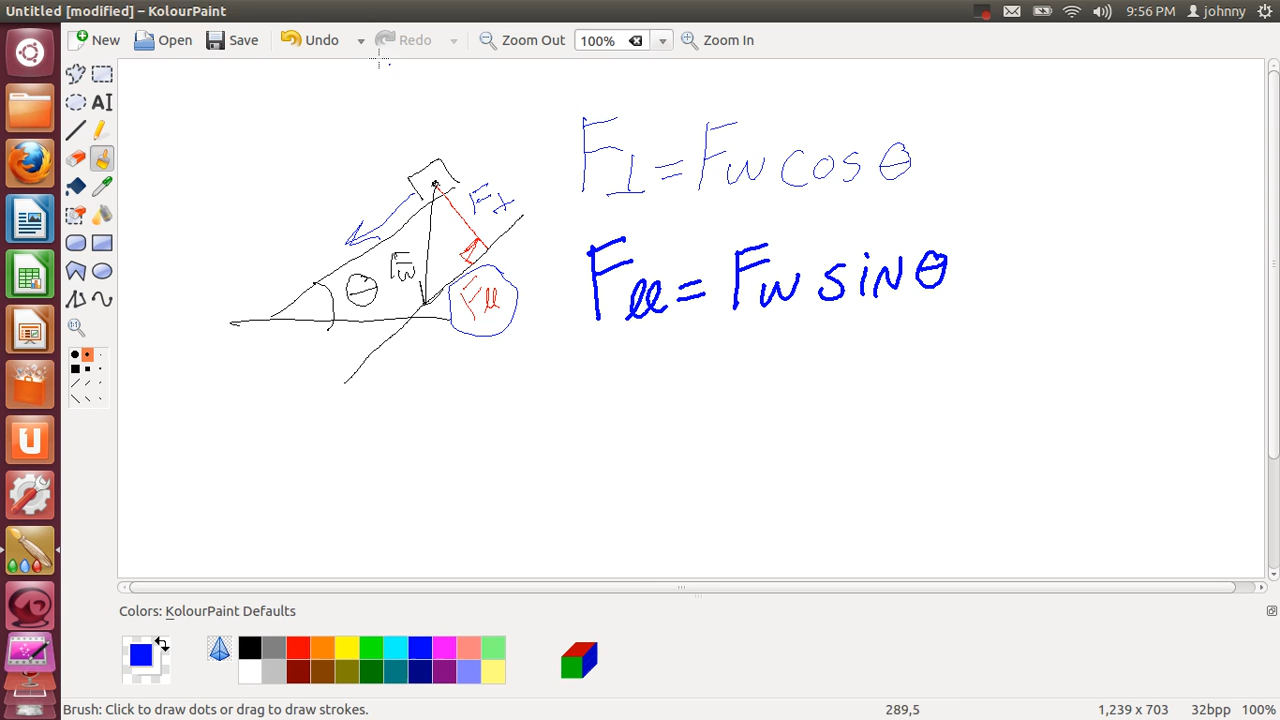 Untitled [modified] - KolourPaint
9:56 PM johnny
New Open Save Undo Redo Zoom Out 100% Zoom In
F⊥ = Fw cos θ
F⊥
Fw
θ
F∥
F∥ = Fw sin θ
Colors: KolourPaint Defaults
Brush: Click to draw dots or drag to draw strokes.
289,5
1,239 x 703
32bpp
100%